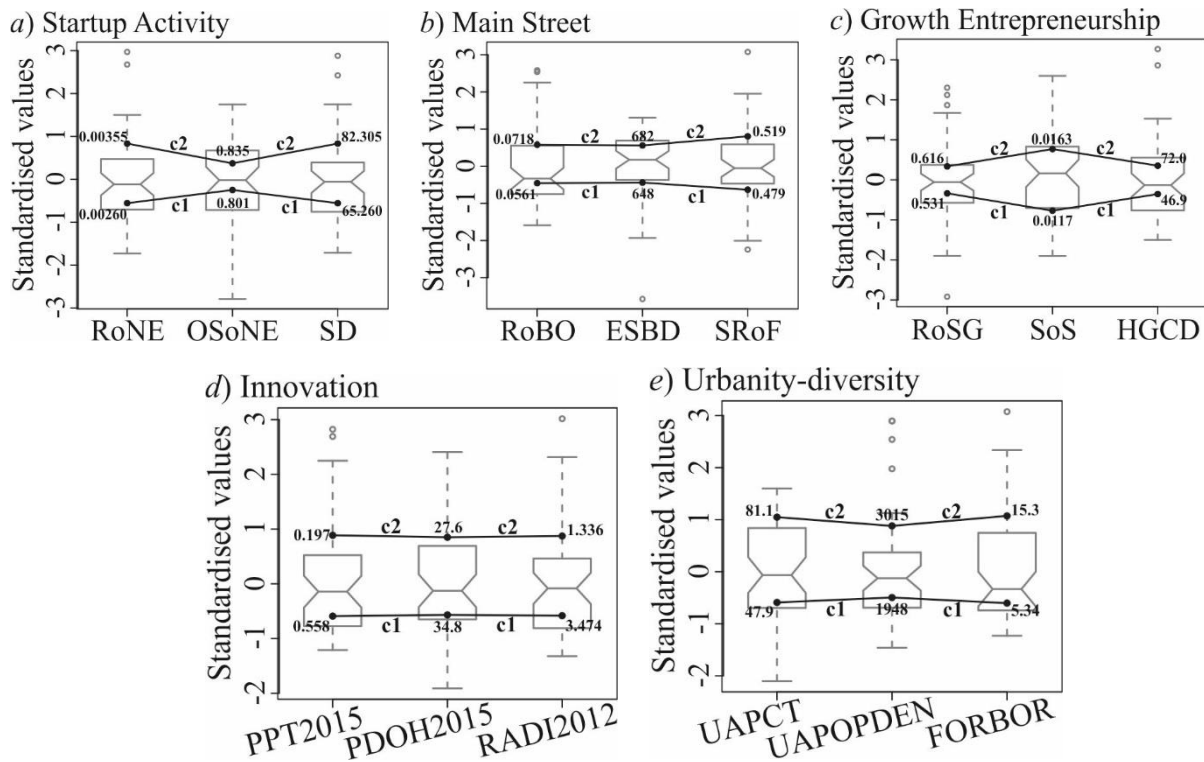 a) Startup Activity
Standardised values
3
2
1
0
-1
-2
-3
0.00355
c2
0.835
c2
82.305
0.00260
c1
0.801
c1
65.260
RoNE OSoNE SD
b) Main Street
Standardised values
3
2
1
0
-1
-2
-3
0.0718
c2
682
c2
0.519
0.0561
c1
648
c1
0.479
RoBO ESBD SRoF
c) Growth Entrepreneurship
Standardised values
3
2
1
0
-1
-2
-3
0.616
c2
0.0163
c2
72.0
0.531
c1
0.0117
c1
46.9
RoSG SoS HGCD
d) Innovation
Standardised values
3
2
1
0
-1
-2
0.197
c2
27.6
c2
1.336
0.558
c1
34.8
c1
3.474
PPT2015 PDOH2015 RADI2012
e) Urbanity-diversity
Standardised values
3
2
1
0
-1
-2
81.1
c2
3015
c2
15.3
47.9
c1
1948
c1
5.34
UAPCT UAPOPDEN FORBOR